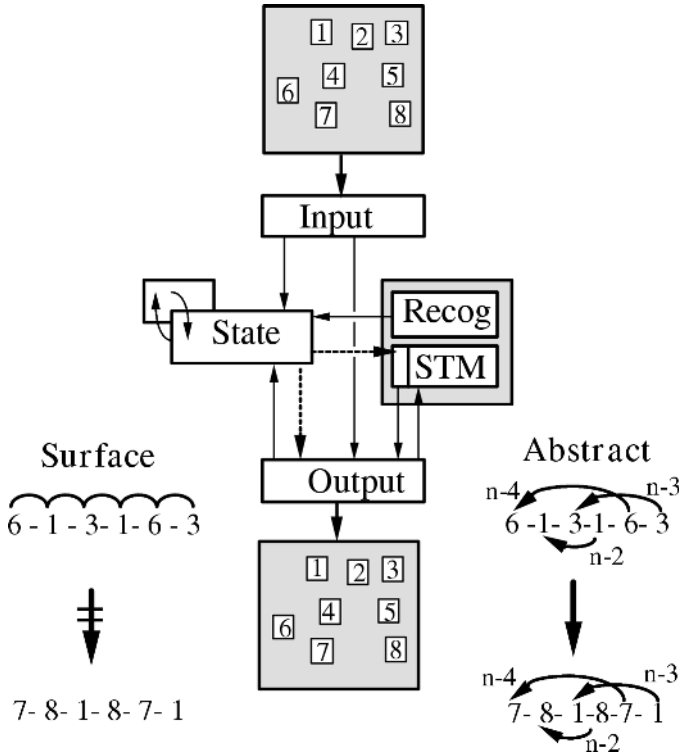 1 2 3
4 5
6
7 8
Input
Recog
State
STM
Surface
Abstract
Output
n-4 n-3
6 - 1 - 3 - 1 - 6 - 3
6 -1- 3-1- 6- 3
n-2
1 2 3
4 5
6
7 8
n-4 n-3
7- 8- 1- 8- 7- 1
7- 8- 1-8-7- 1
n-2